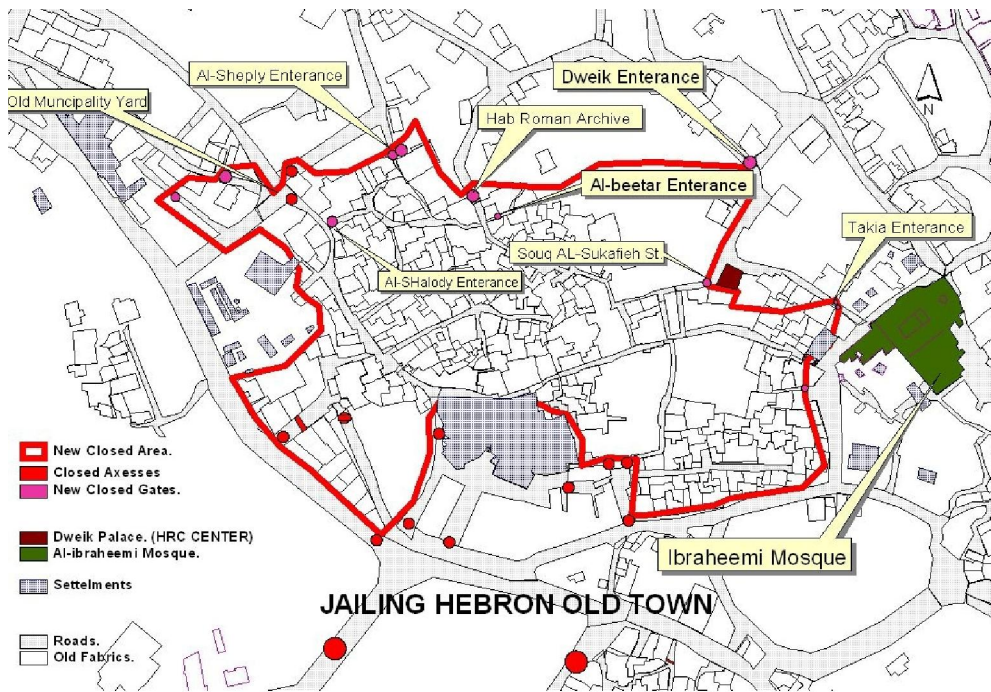 Al-Sheply Enterance
Dweik Enterance
Old Muncipality Yard
N
Hab Roman Archive
Al-beetar Enterance
Takia Enterance
Souq AL-Sukafieh St.
Al-SHalody Enterance
New Closed Area.
Closed Axesses
New Closed Gates.
Dweik Palace. (HRC CENTER)
Al-ibraheemi Mosque.
Ibraheemi Mosque
Settelments
JAILING HEBRON OLD TOWN
Roads.
Old Fabrics.